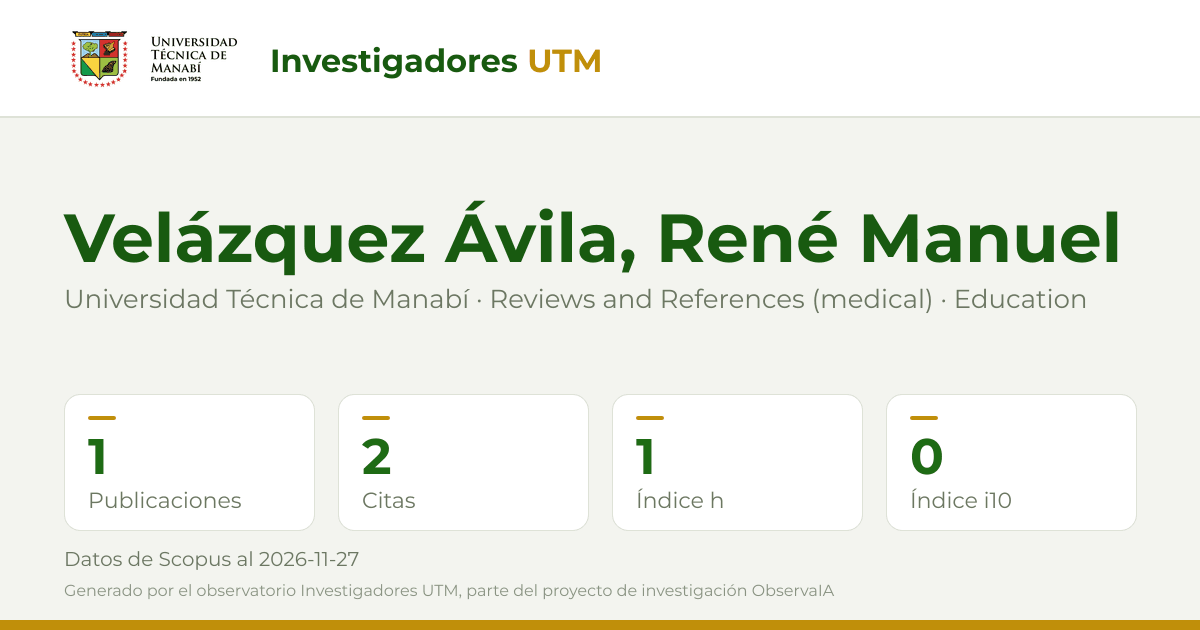 UNIVERSIDAD
TÉCNICA DE
MANABÍ
Fundada en 1952
Investigadores UTM
Velázquez Ávila, René Manuel
Universidad Técnica de Manabí · Reviews and References (medical) · Education
1
Publicaciones
2
Citas
1
Índice h
0
Índice i10
Datos de Scopus al 2026-11-27
Generado por el observatorio Investigadores UTM, parte del proyecto de investigación ObservaIA